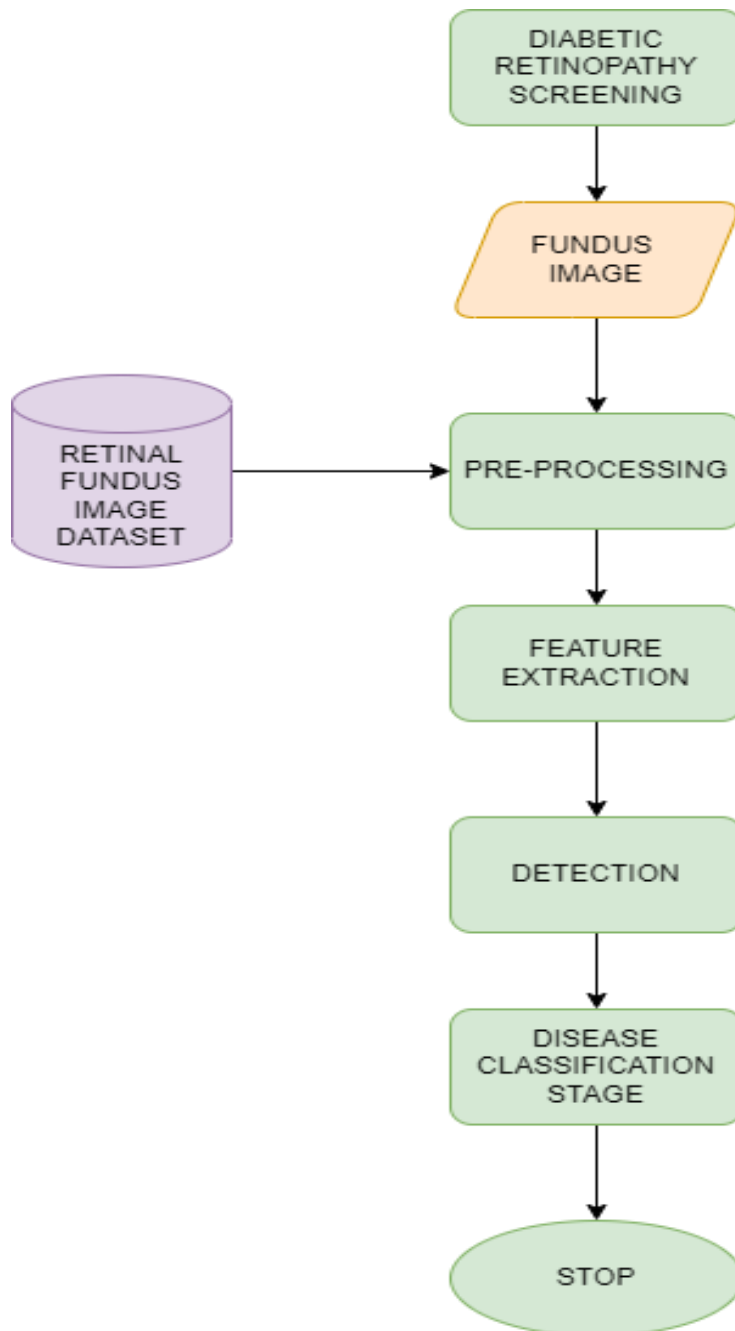 DIABETIC
RETINOPATHY
SCREENING
FUNDUS
IMAGE
RETINAL
FUNDUS
IMAGE
DATASET
PRE-PROCESSING
FEATURE
EXTRACTION
DETECTION
DISEASE
CLASSIFICATION
STAGE
STOP